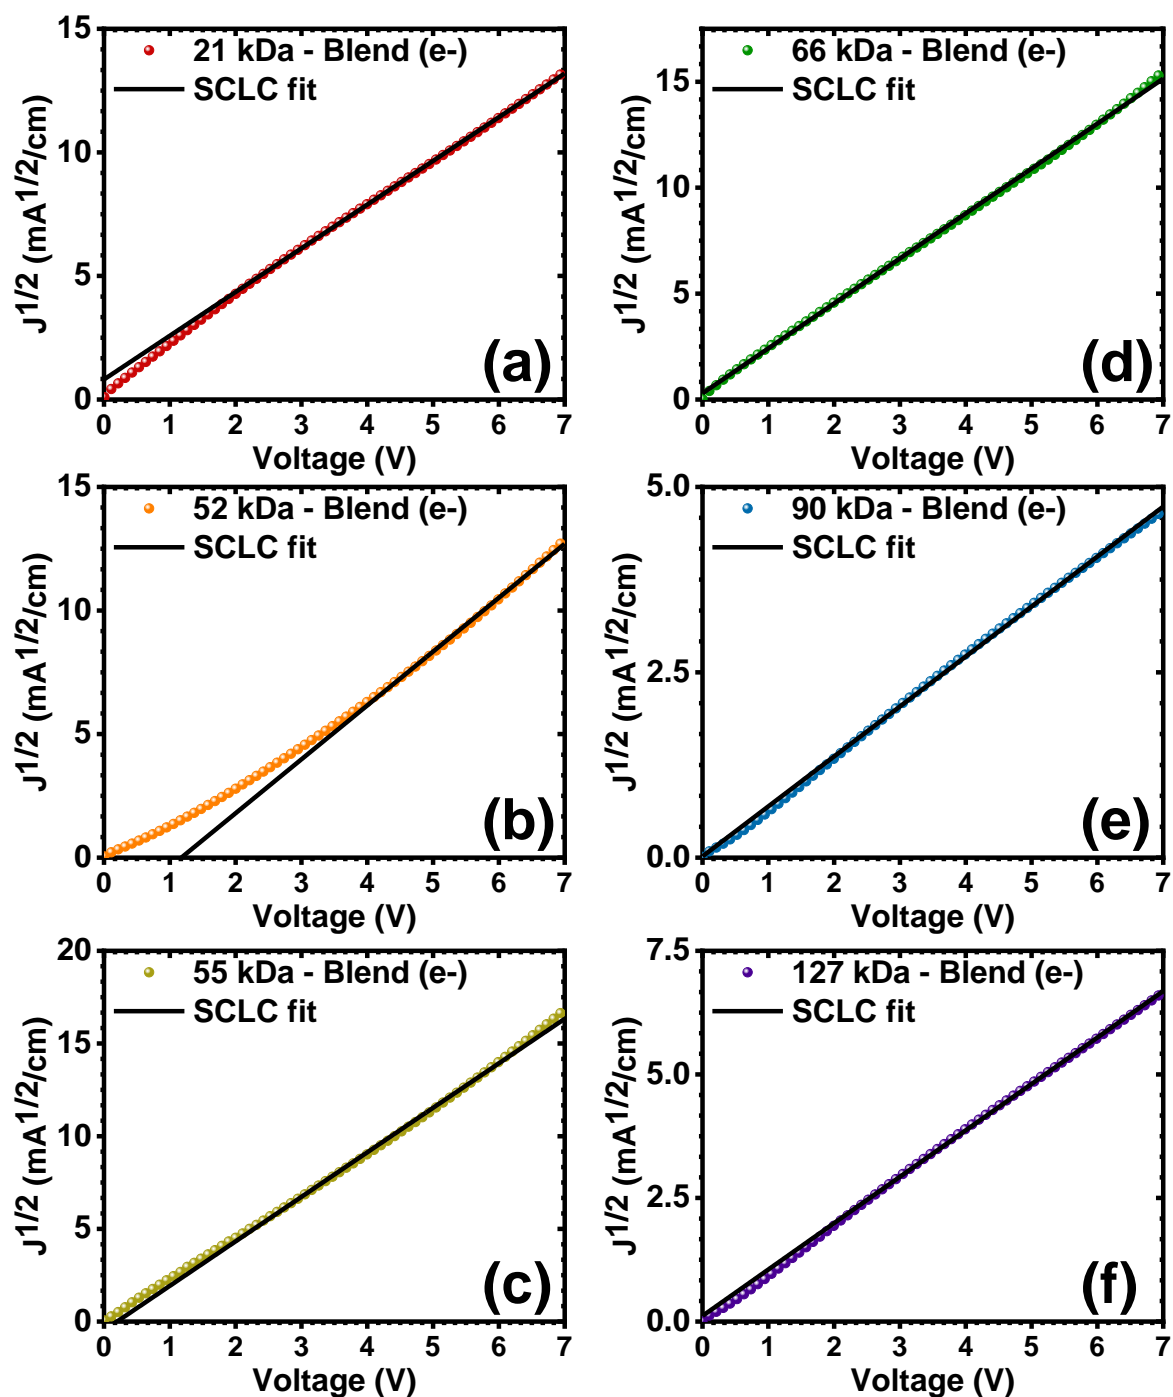 15
10
5
0
J1/2 (mA1/2/cm)
21 kDa - Blend (e-)
SCLC fit
(a)
0 1 2 3 4 5 6 7
Voltage (V)
15
10
5
0
J1/2 (mA1/2/cm)
52 kDa - Blend (e-)
SCLC fit
(b)
0 1 2 3 4 5 6 7
Voltage (V)
20
15
10
5
0
J1/2 (mA1/2/cm)
55 kDa - Blend (e-)
SCLC fit
(c)
0 1 2 3 4 5 6 7
Voltage (V)
15
10
5
0
J1/2 (mA1/2/cm)
66 kDa - Blend (e-)
SCLC fit
(d)
0 1 2 3 4 5 6 7
Voltage (V)
5.0
2.5
0.0
J1/2 (mA1/2/cm)
90 kDa - Blend (e-)
SCLC fit
(e)
0 1 2 3 4 5 6 7
Voltage (V)
7.5
5.0
2.5
0.0
J1/2 (mA1/2/cm)
127 kDa - Blend (e-)
SCLC fit
(f)
0 1 2 3 4 5 6 7
Voltage (V)